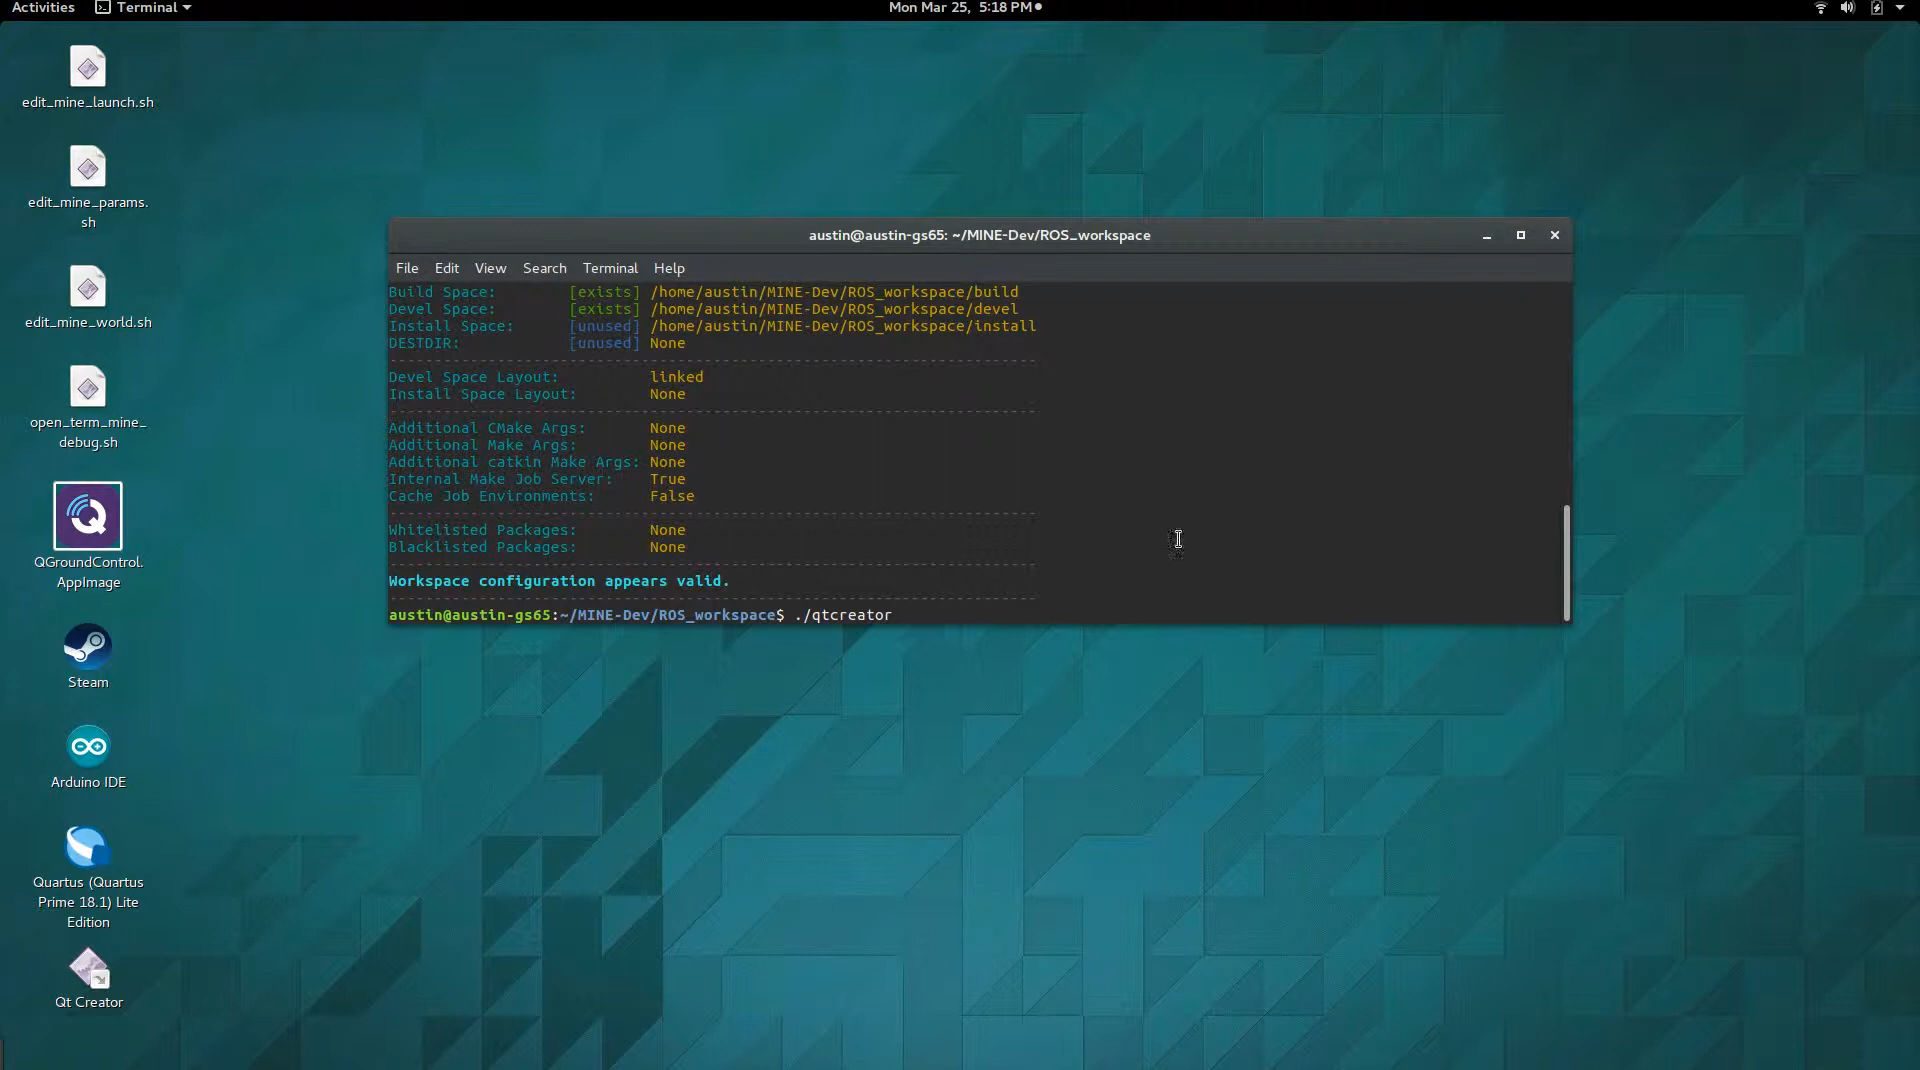 Activities
Terminal
Mon Mar 25, 5:18 PM
edit_mine_launch.sh
edit_mine_params.
sh
edit_mine_world.sh
open_term_mine_
debug.sh
QGroundControl.
AppImage
Steam
Arduino IDE
Quartus (Quartus
Prime 18.1) Lite
Edition
Qt Creator
austin@austin-gs65: ~/MINE-Dev/ROS_workspace
File Edit View Search Terminal Help
Build Space: [exists] /home/austin/MINE-Dev/ROS_workspace/build
Devel Space: [exists] /home/austin/MINE-Dev/ROS_workspace/devel
Install Space: [unused] /home/austin/MINE-Dev/ROS_workspace/install
DESTDIR: [unused] None
------------------------------------------------------------------------
Devel Space Layout: linked
Install Space Layout: None
------------------------------------------------------------------------
Additional CMake Args: None
Additional Make Args: None
Additional catkin Make Args: None
Internal Make Job Server: True
Cache Job Environments: False
------------------------------------------------------------------------
Whitelisted Packages: None
Blacklisted Packages: None
------------------------------------------------------------------------
Workspace configuration appears valid.
------------------------------------------------------------------------
austin@austin-gs65:~/MINE-Dev/ROS_workspace$ ./qtcreator